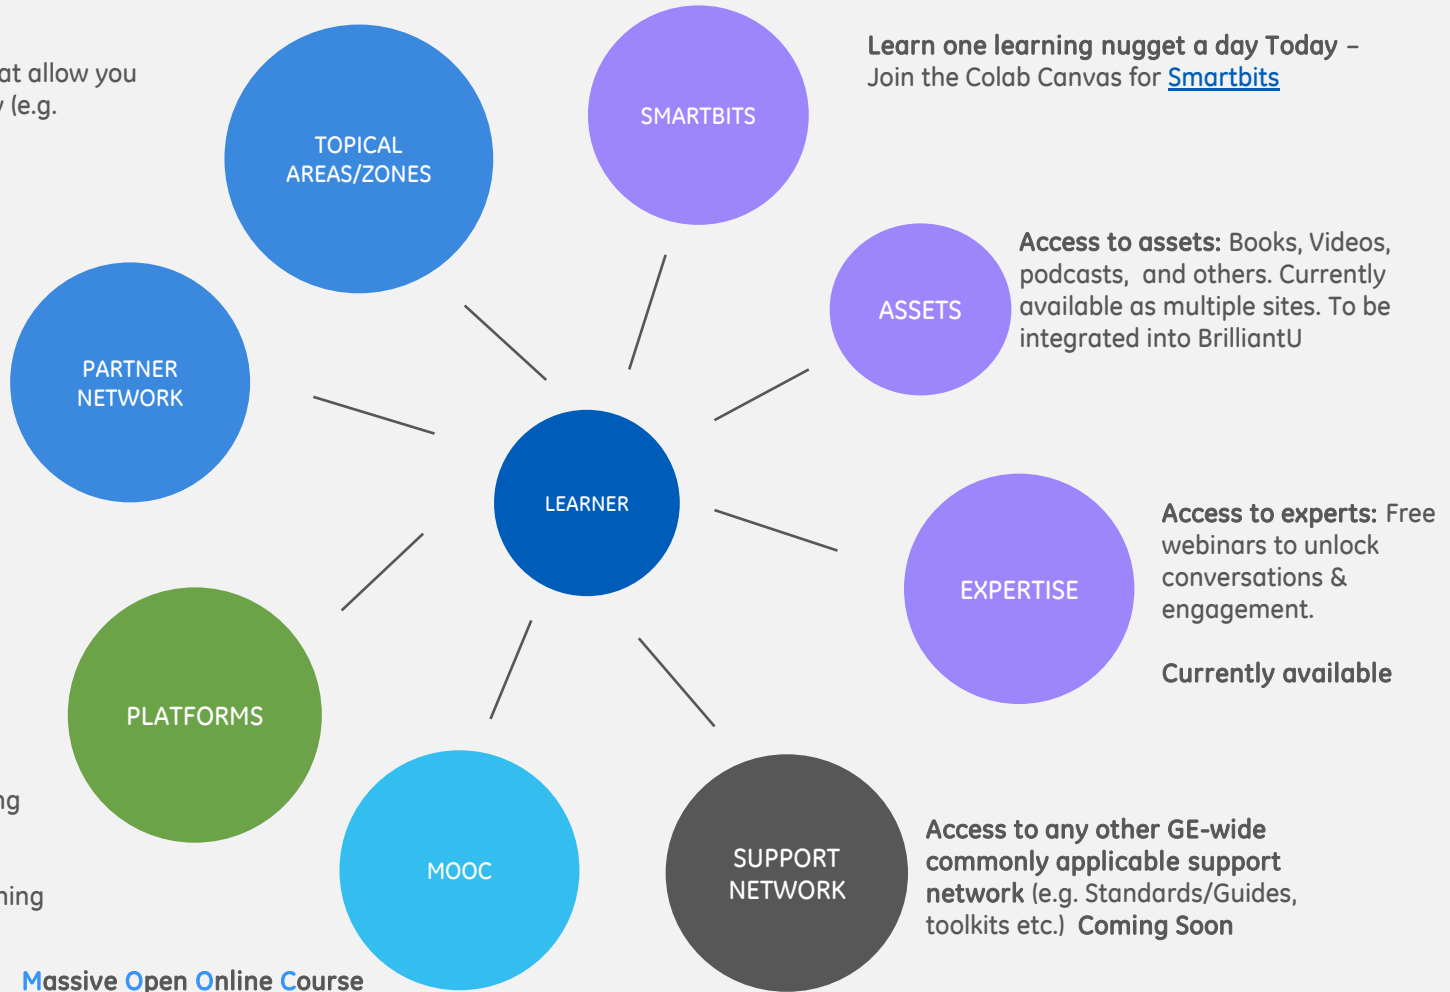 at allow you
(e.g.
TOPICAL
AREAS/ZONES
SMARTBITS
Learn one learning nugget a day Today –
Join the Colab Canvas for Smartbits
ASSETS
Access to assets: Books, Videos,
podcasts, and others. Currently
available as multiple sites. To be
integrated into BrilliantU
PARTNER
NETWORK
LEARNER
EXPERTISE
Access to experts: Free
webinars to unlock
conversations &
engagement.
Currently available
PLATFORMS
ng
ning
MOOC
SUPPORT
NETWORK
Access to any other GE-wide
commonly applicable support
network (e.g. Standards/Guides,
toolkits etc.) Coming Soon
Massive Open Online Course